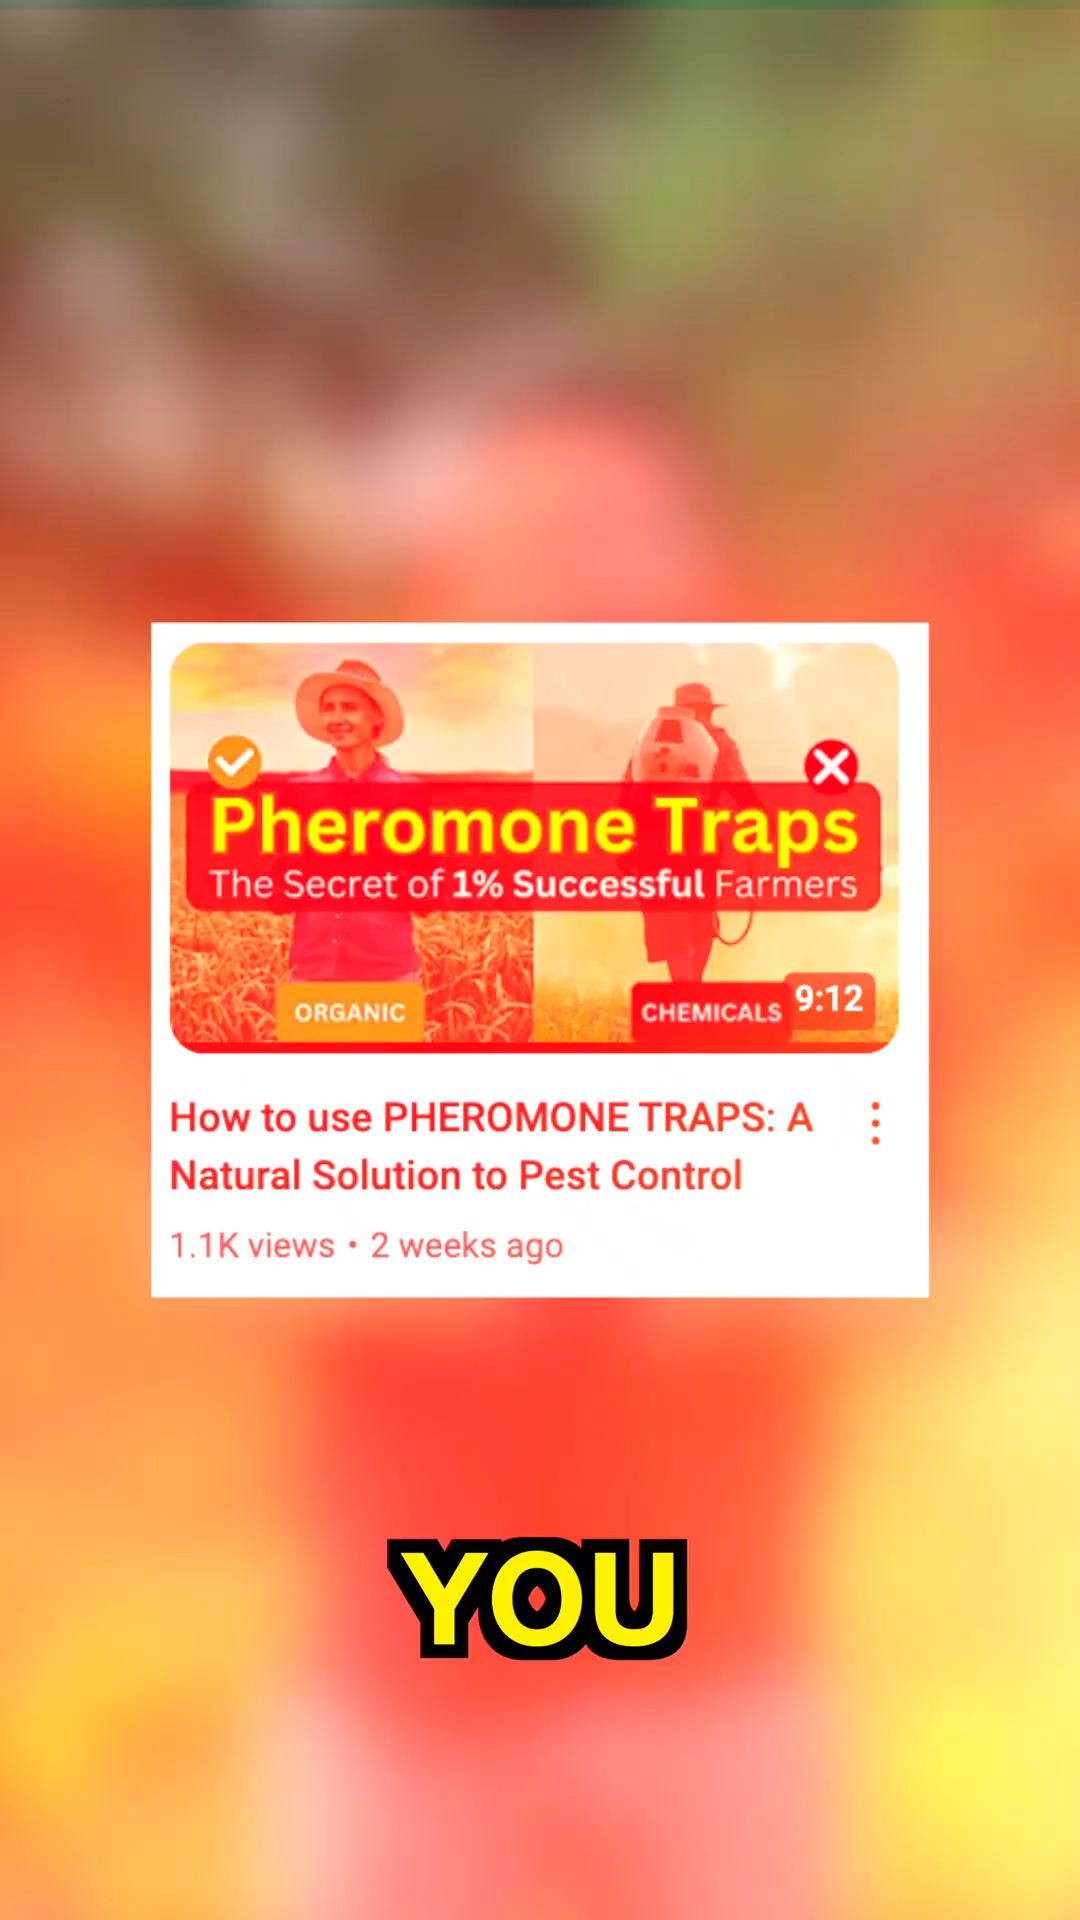 Pheromone Traps
The Secret of 1% Successful Farmers
ORGANIC
CHEMICALS
9:12
How to use PHEROMONE TRAPS: A
Natural Solution to Pest Control
1.1K views • 2 weeks ago
YOU